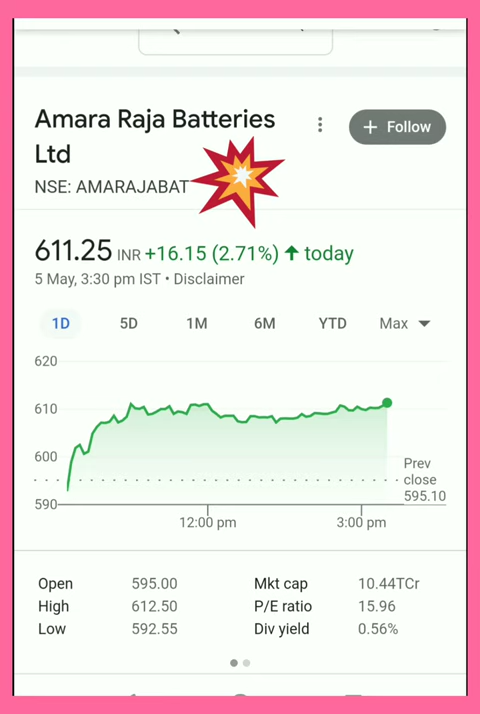 Amara Raja Batteries
Ltd
+ Follow
NSE: AMARAJABAT
611.25 INR +16.15 (2.71%) ↑ today
5 May, 3:30 pm IST • Disclaimer
1D 5D 1M 6M YTD Max
620
610
600
590
Prev
close
595.10
12:00 pm 3:00 pm
Open 595.00 Mkt cap 10.44TCr
High 612.50 P/E ratio 15.96
Low 592.55 Div yield 0.56%